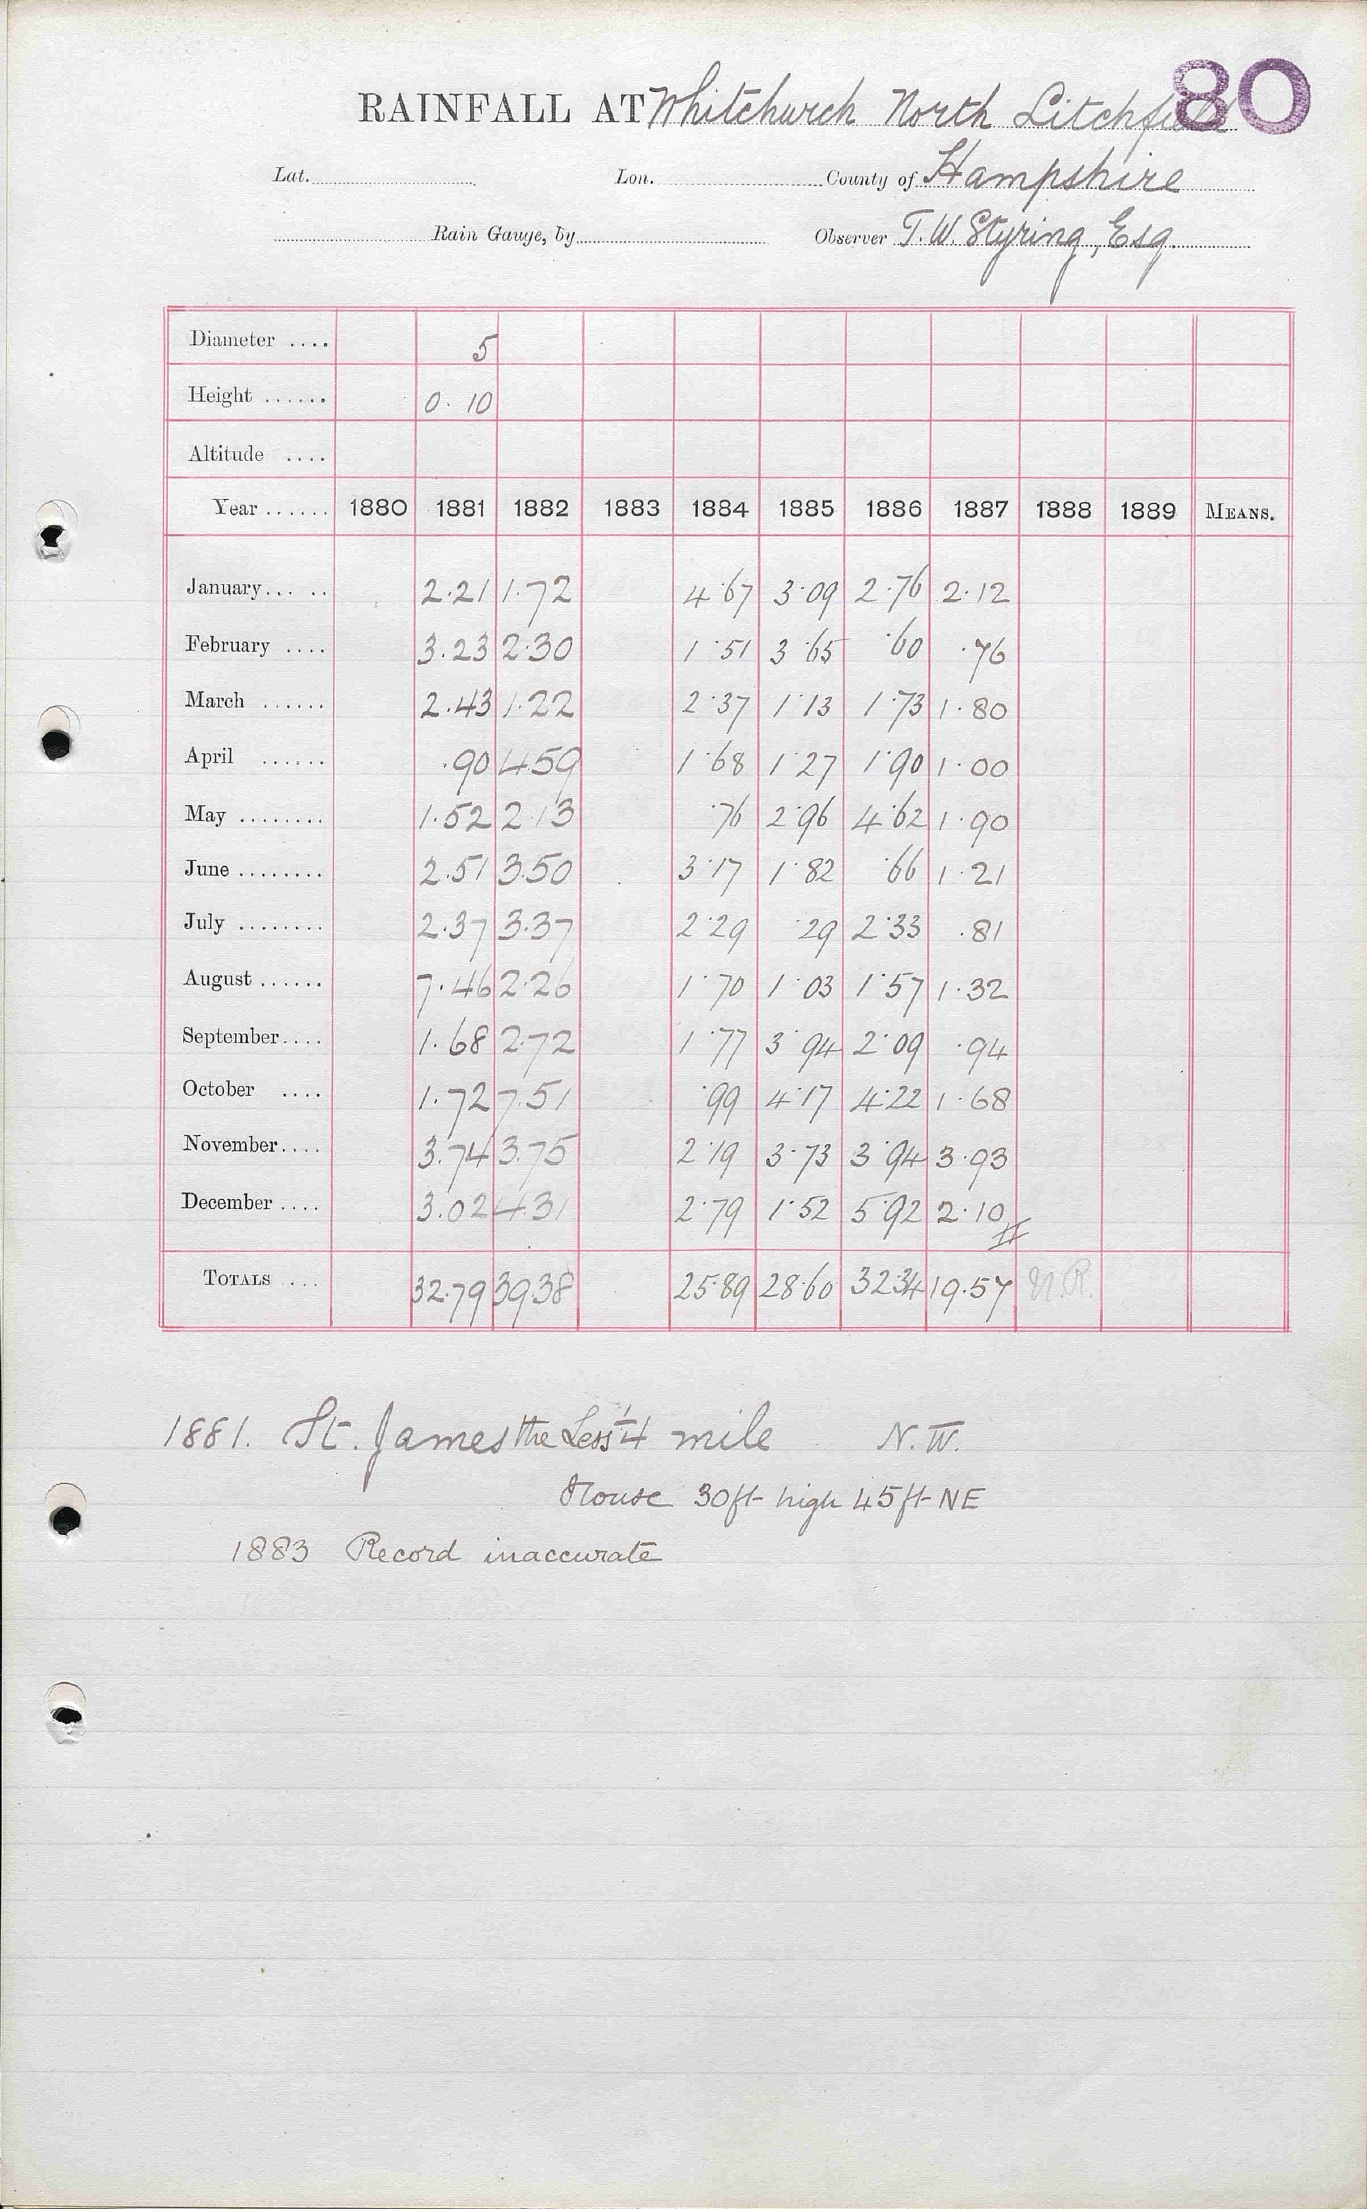 80
RAINFALL AT Whitchurch North Litchfield
Lat. Lon. County of Hampshire
Rain Gauge, by Observer T. W. Styring, Esq.
Diameter .... 5
Height ...... 0. 10
Altitude ....
Year ...... 1880 1881 1882 1883 1884 1885 1886 1887 1888 1889 MEANS.
January ..... 2.21 1.72 4.67 3.09 2.76 2.12
February .... 3.23 2.30 1.51 3.65 .60 .76
March ...... 2.43 1.22 2.37 1.13 1.73 1.80
April ...... .90 4.59 1.68 1.27 1.90 1.00
May ........ 1.52 2.13 .76 2.96 4.62 1.90
June ........ 2.51 3.50 3.17 1.82 .66 1.21
July ........ 2.37 3.37 2.29 .29 2.33 .81
August ...... 7.46 2.26 1.70 1.03 1.57 1.32
September .... 1.68 2.72 1.77 3.94 2.09 .94
October .... 1.72 7.51 .99 4.17 4.22 1.68
November .... 3.74 3.75 2.19 3.73 3.94 3.93
December .... 3.02 4.31 2.79 1.52 5.92 2.10
TOTALS .... 32.79 39.38 25.89 28.60 32.34 19.57 N.R.
1881. St. James the Less 1/4 mile N.W.
House 30ft high 45ft NE
1883 Record inaccurate